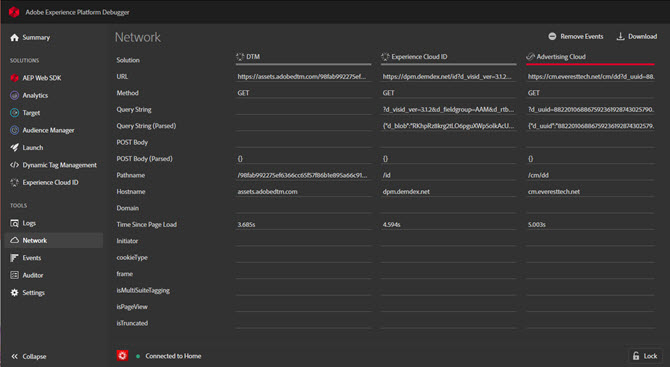 Adobe Experience Platform Debugger
Summary
SOLUTIONS
AEP Web SDK
Analytics
Target
Audience Manager
Launch
Dynamic Tag Management
Experience Cloud ID
TOOLS
Logs
Network
Events
Auditor
Settings
Collapse
Network
Remove Events Download
Solution DTM Experience Cloud ID Advertising Cloud
URL https://assets.adobedtm.com/98fab992275ef... https://dpm.demdex.net/id?d_visid_ver=3.1.2... https://cm.everesttech.net/cm/dd?d_uuid=88...
Method GET GET GET
Query String ?d_visid_ver=3.1.2&d_fieldgroup=AAM&d_rtb... ?d_uuid=88220106886759236192874302579...
Query String (Parsed) {"d_uuid":"8822010688675923619287430257...
POST Body
POST Body (Parsed) {} {} {}
Pathname /98fab992275ef6366cc65f57f86b1e895a66c91... /id /cm/dd
Hostname assets.adobedtm.com dpm.demdex.net cm.everesttech.net
Domain
Time Since Page Load 3.685s 4.594s 5.003s
Initiator
cookieType
frame
isMultiSuiteTagging
isPageView
isTruncated
Connected to Home Lock